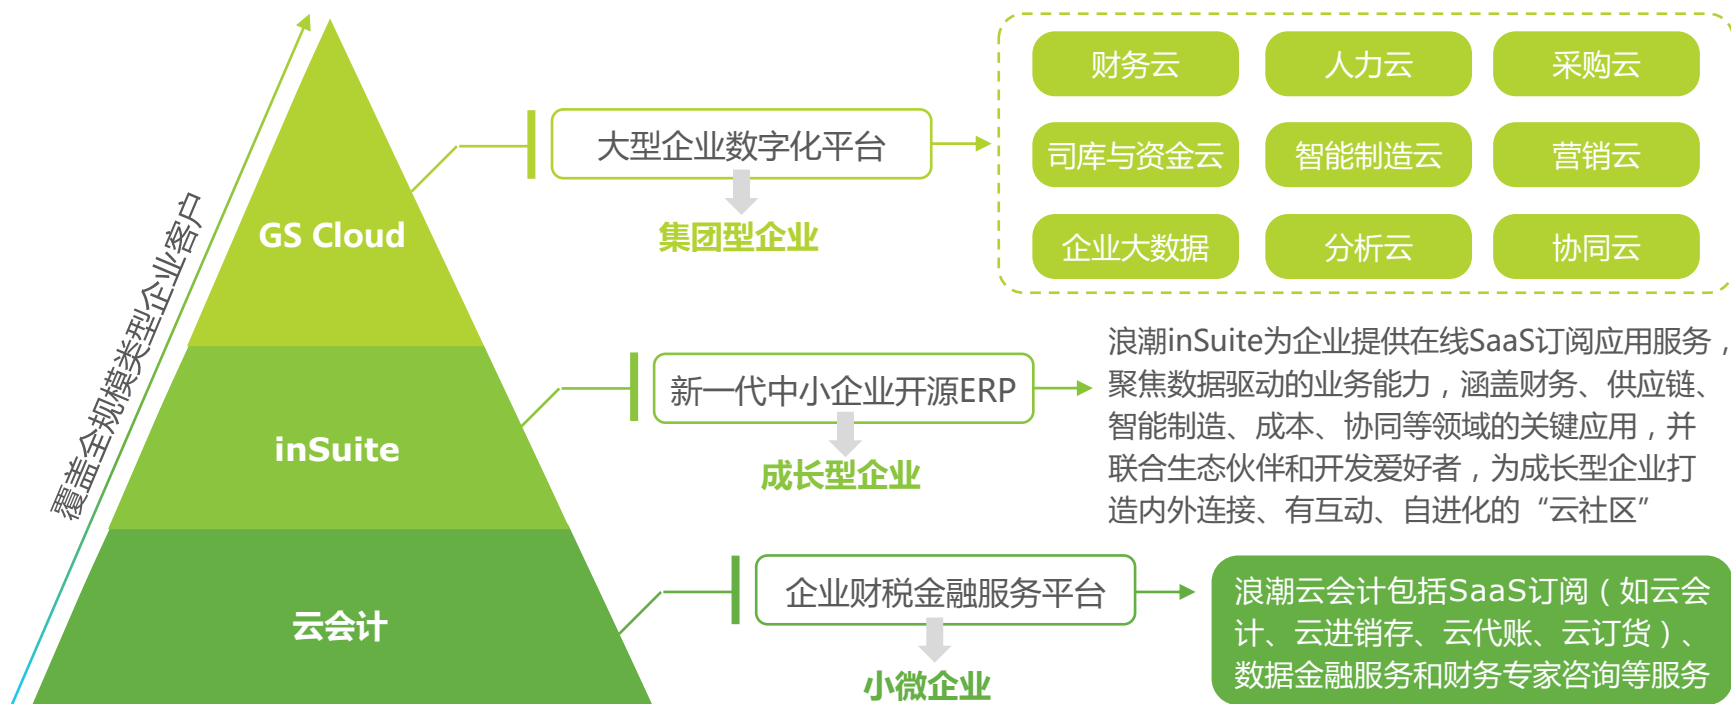 覆盖全规模类型企业客户
GS Cloud
大型企业数字化平台
集团型企业
财务云
人力云
采购云
司库与资金云
智能制造云
营销云
企业大数据
分析云
协同云
inSuite
新一代中小企业开源ERP
成长型企业
浪潮inSuite为企业提供在线SaaS订阅应用服务，
聚焦数据驱动的业务能力，涵盖财务、供应链、
智能制造、成本、协同等领域的关键应用，并
联合生态伙伴和开发爱好者，为成长型企业打
造内外连接、有互动、自进化的“云社区”
云会计
企业财税金融服务平台
小微企业
浪潮云会计包括SaaS订阅（如云会
计、云进销存、云代账、云订货）、
数据金融服务和财务专家咨询等服务